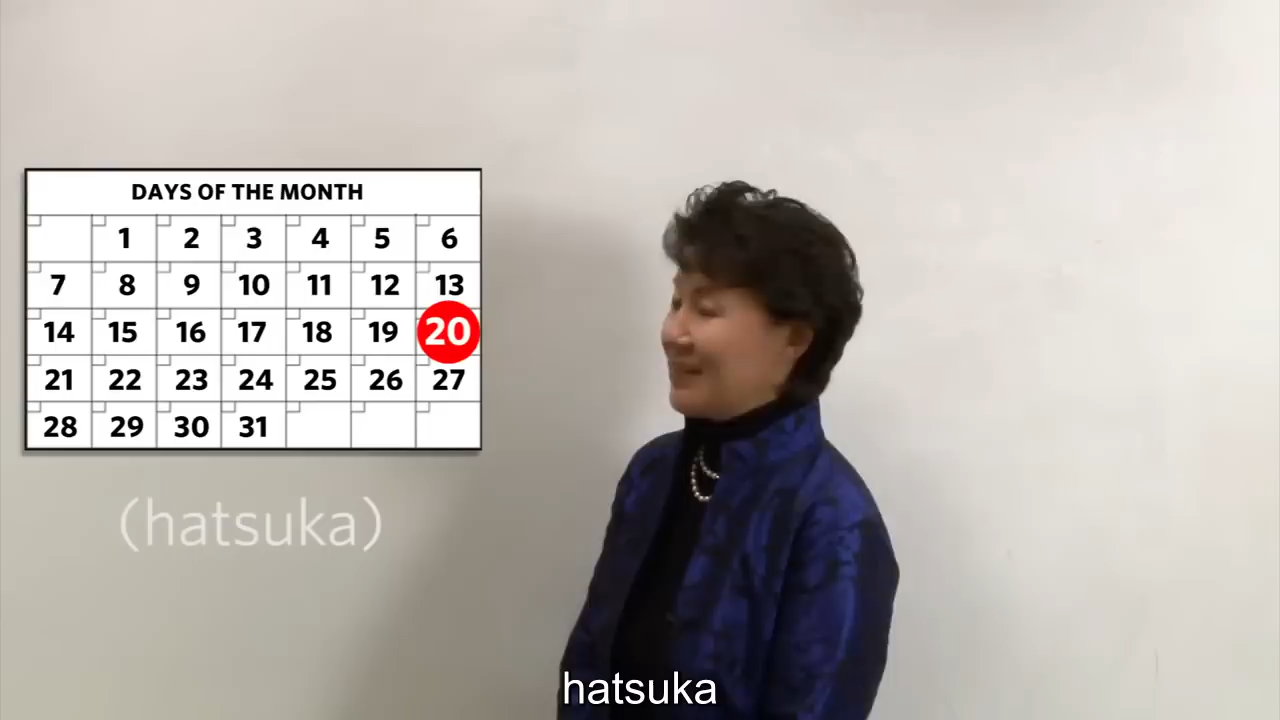 DAYS OF THE MONTH
1 2 3 4 5 6
7 8 9 10 11 12 13
14 15 16 17 18 19 20
21 22 23 24 25 26 27
28 29 30 31
(hatsuka)
hatsuka